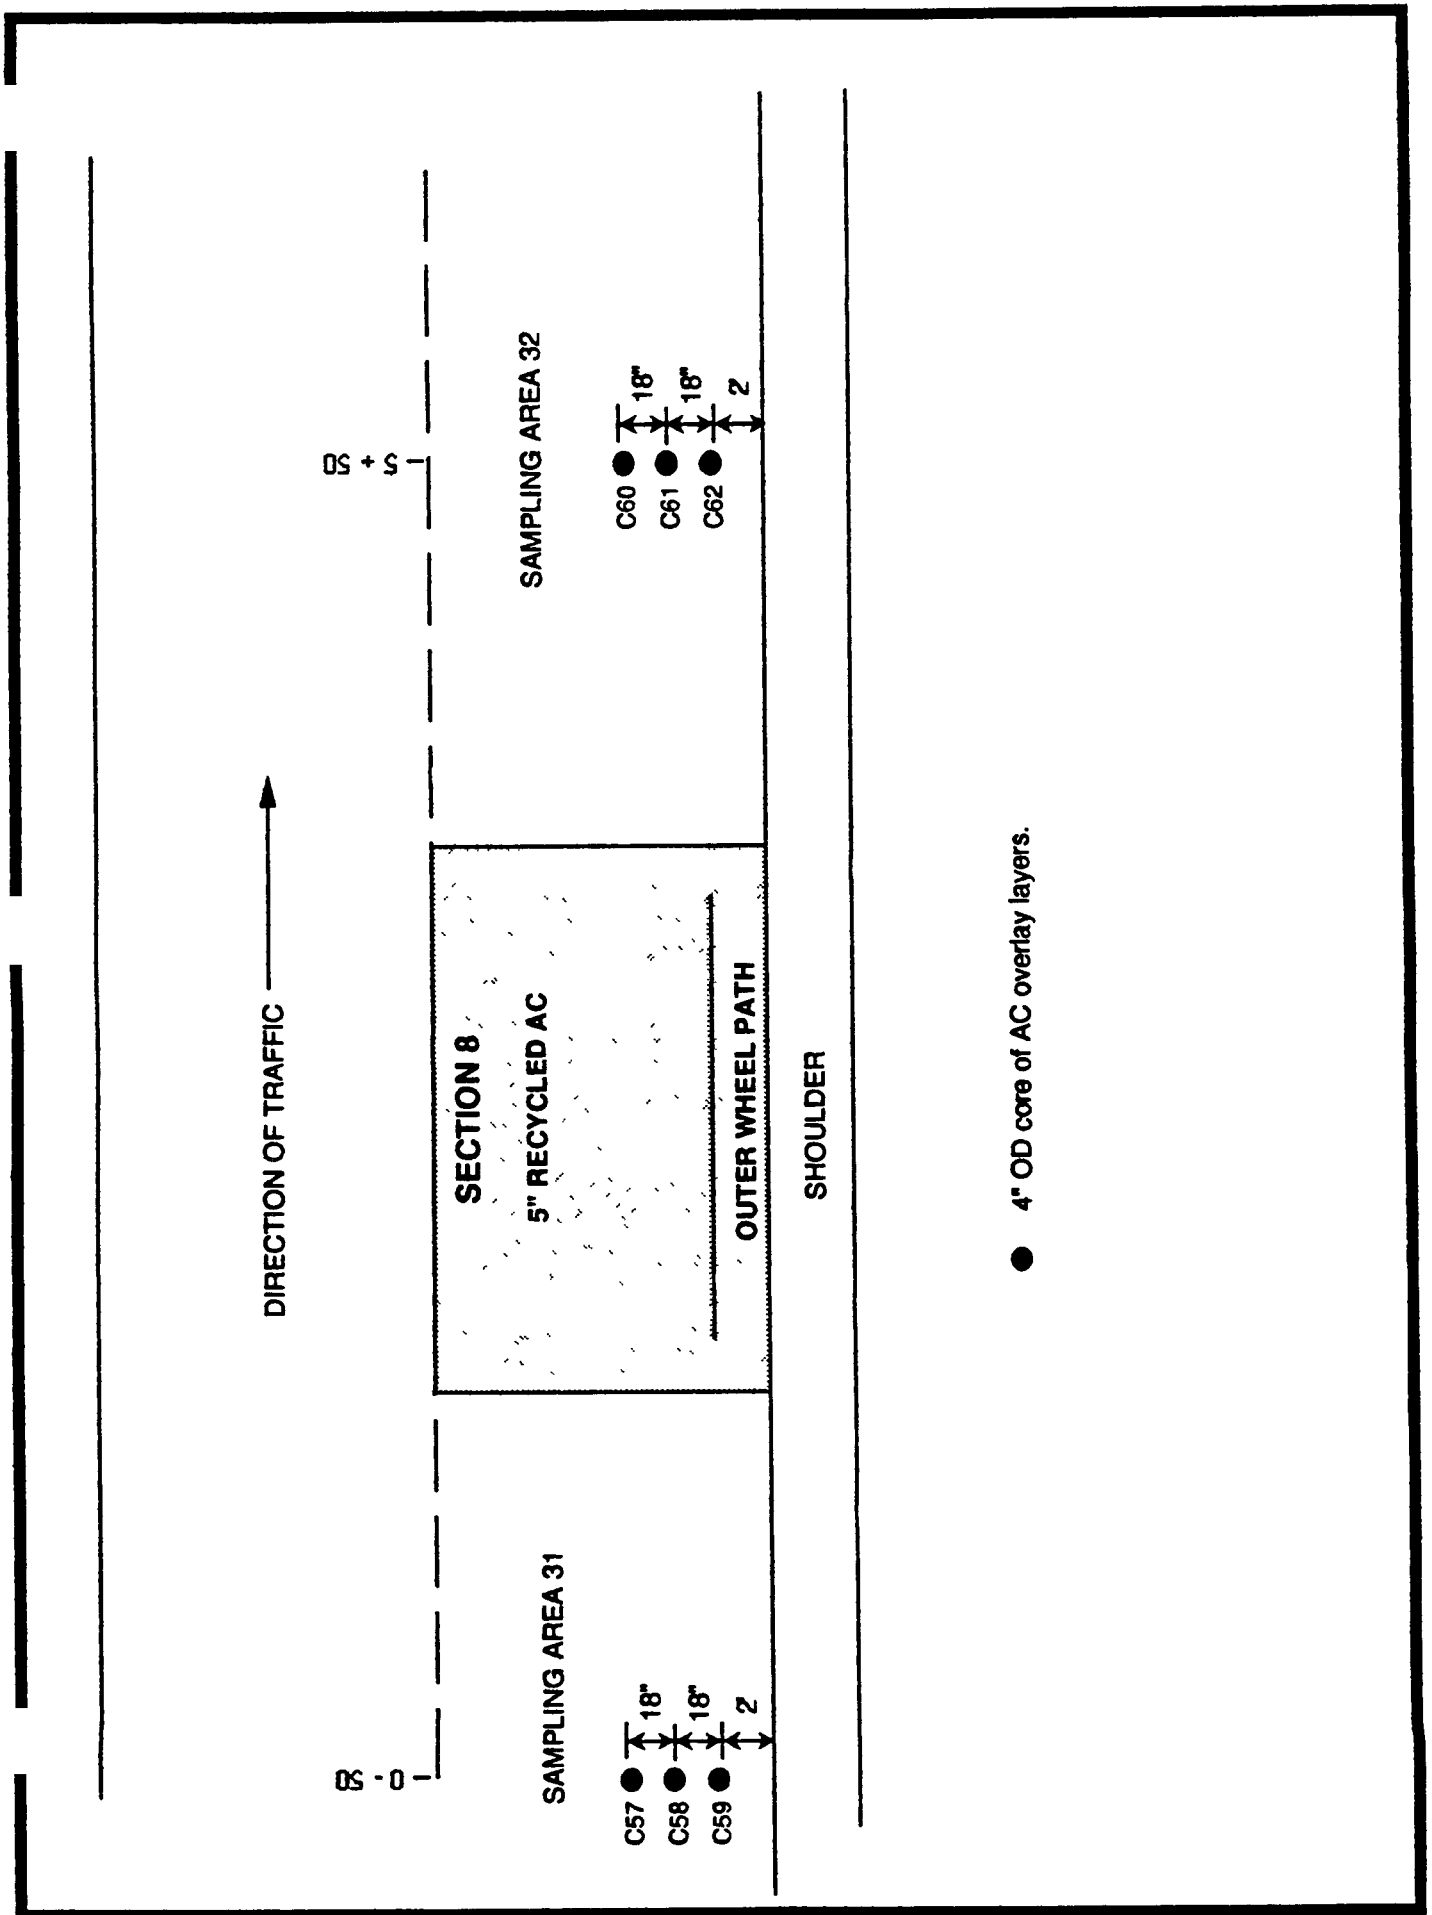 DIRECTION OF TRAFFIC
0 - 50
5 + 50
SECTION 8
5" RECYCLED AC
SAMPLING AREA 31
SAMPLING AREA 32
C57
18"
C58
18"
C59
2'
C60
18"
C61
18"
C62
2'
OUTER WHEEL PATH
SHOULDER
4" OD core of AC overlay layers.